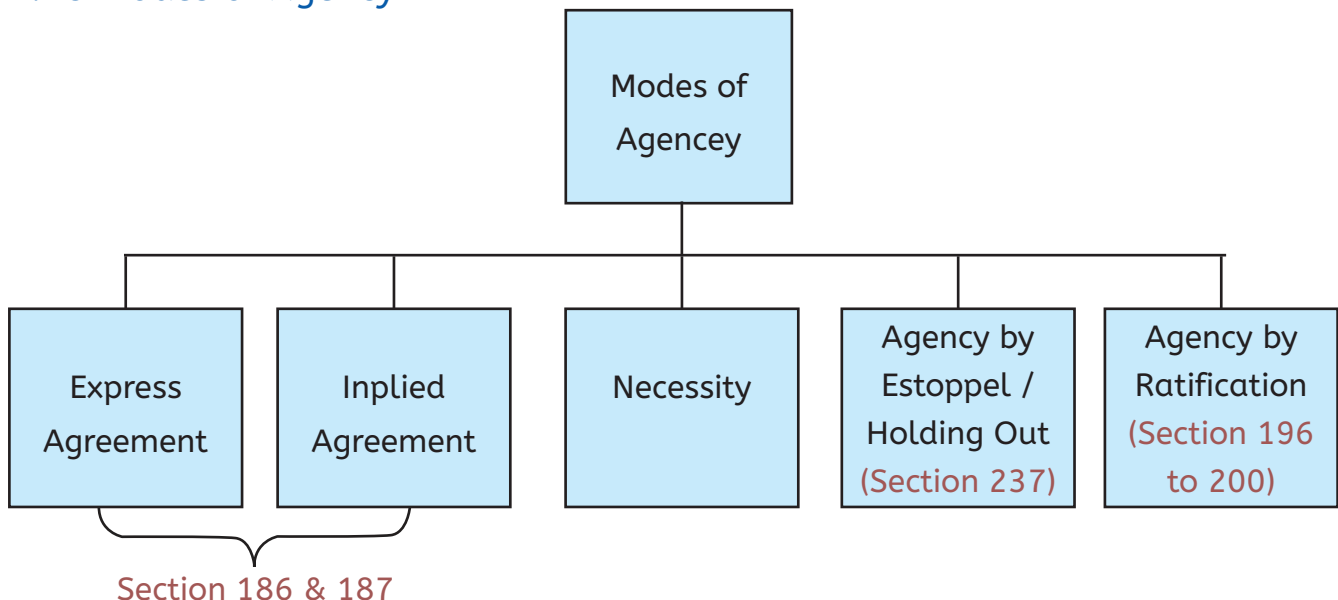 Modes of
Agencey
Express
Agreement
Inplied
Agreement
Necessity
Agency by
Estoppel /
Holding Out
(Section 237)
Agency by
Ratification
(Section 196
to 200)
Section 186 & 187